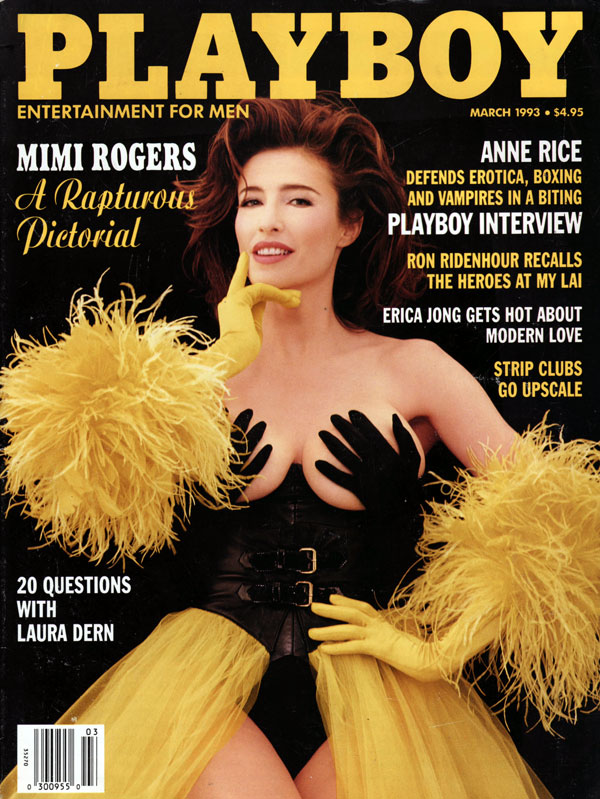 PLAYBOY
ENTERTAINMENT FOR MEN
MARCH 1993 • $4.95
MIMI ROGERS
A Rapturous
Pictorial
ANNE RICE
DEFENDS EROTICA, BOXING
AND VAMPIRES IN A BITING
PLAYBOY INTERVIEW
RON RIDENHOUR RECALLS
THE HEROES AT MY LAI
ERICA JONG GETS HOT ABOUT
MODERN LOVE
STRIP CLUBS
GO UPSCALE
20 QUESTIONS
WITH
LAURA DERN
03
35270
0 300955 0